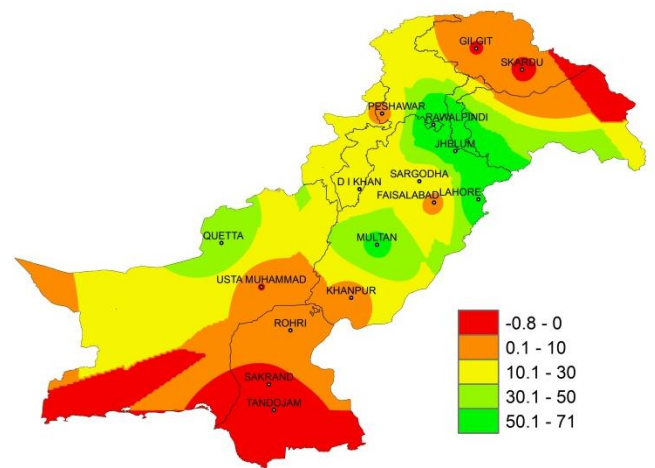 GILGIT
SKARDU
PESHAWAR
RAWALPINDI
JHBLUM
SARGODHA
D I KHAN
FAISALABAD
LAHORE
QUETTA
MULTAN
USTA MUHAMMAD
KHANPUR
ROHRI
SAKRAND
TANDOJAM
-0.8 - 0
0.1 - 10
10.1 - 30
30.1 - 50
50.1 - 71